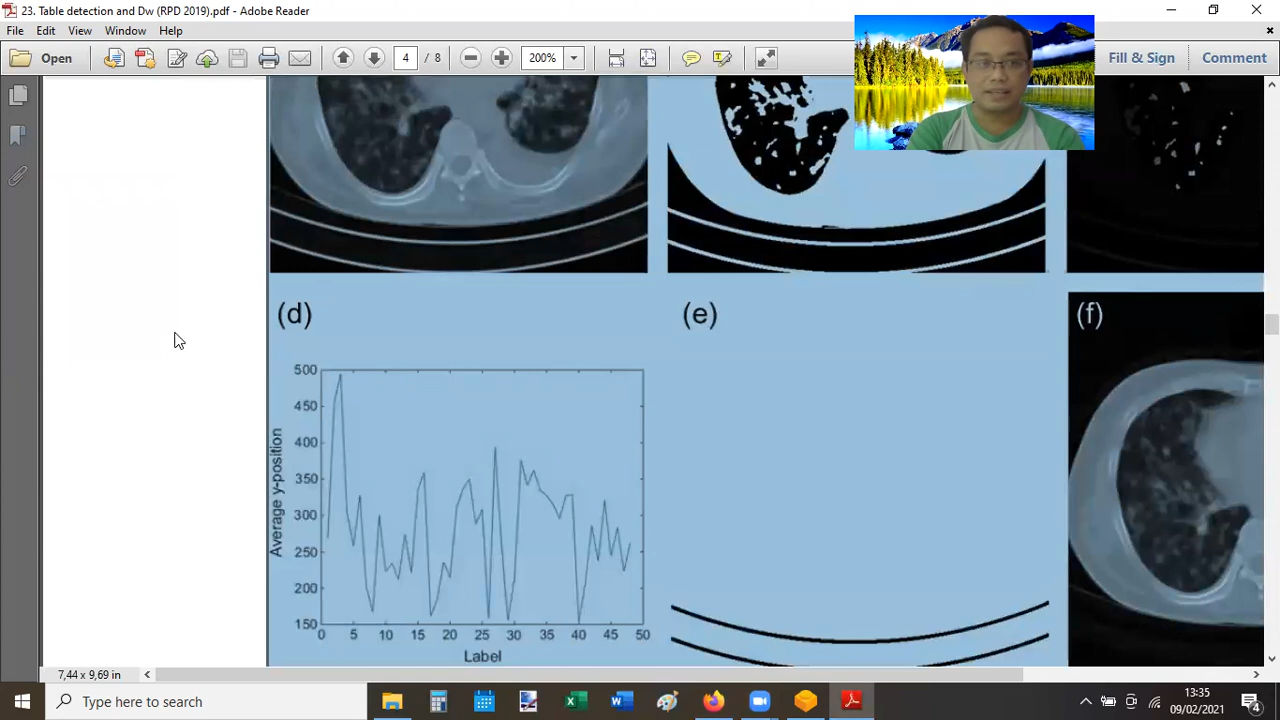 23. Table detection and Dw (RPD 2019).pdf - Adobe Reader
File Edit View Window Help
Open 4 / 8 200% Fill & Sign Comment
(d) (e) (f)
500
450
400
350
300
250
200
150
Average y-position
0 5 10 15 20 25 30 35 40 45 50
Label
7,44 x 9,69 in
Type here to search
13:35
09/02/2021
4